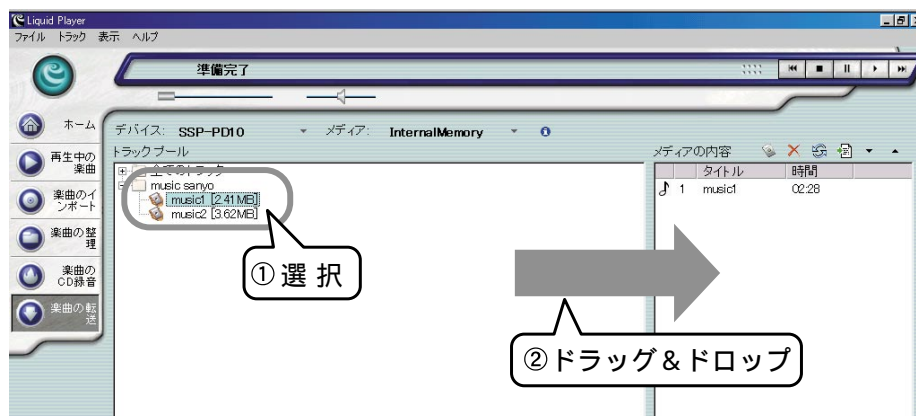 Liquid Player
ファイル トラック 表示 ヘルプ
準備完了
ホーム
デバイス: SSP-PD10 メディア: InternalMemory
再生中の
楽曲
楽曲のイ
ンポート
楽曲の整
理
楽曲の
CD録音
楽曲の転
送
トラックプール
全てのトラック
music sanyo
music1 [2.41MB]
music2 [3.62MB]
①選択
メディアの内容
タイトル 時間
1 music1 02:28
②ドラッグ&ドロップ